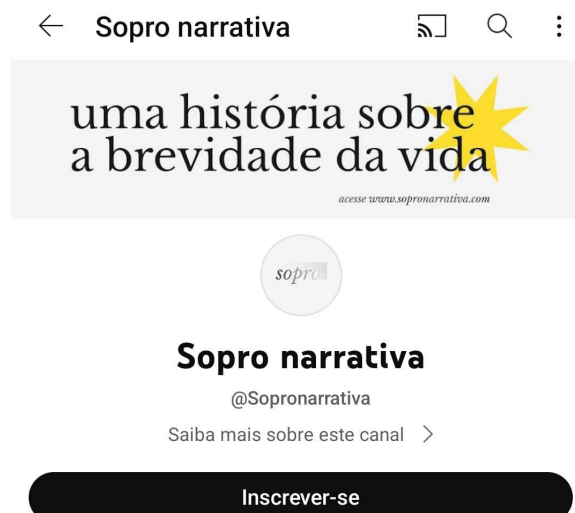 Sopro narrativa
uma história sobre
a brevidade da vida
acesse www.sopronarrativa.com
sopro
Sopro narrativa
@Sopronarrativa
Saiba mais sobre este canal
Inscrever-se